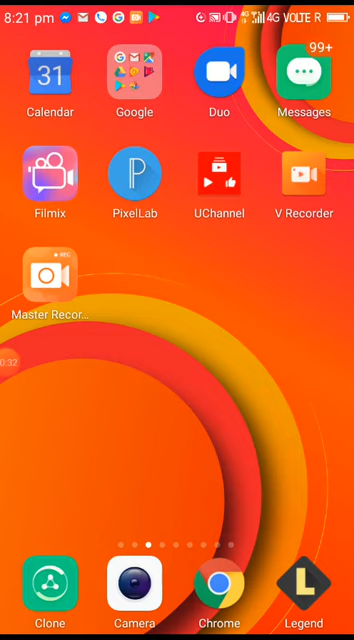 8:21 pm 4G 4G VOLTE R
31
99+
Calendar Google Duo Messages
P
Filmix PixelLab UChannel V Recorder
REC
Master Recor...
0:32
L
Clone Camera Chrome Legend